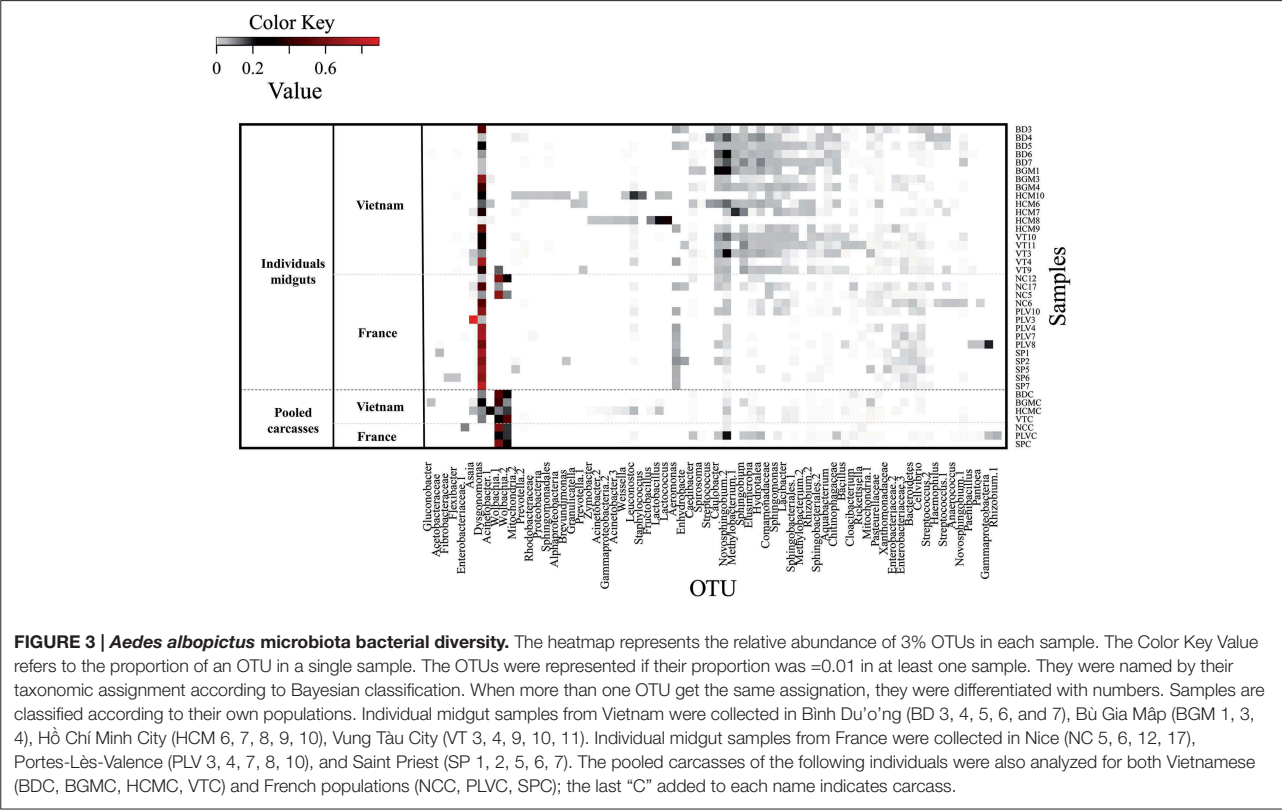 Color Key
0 0.2 0.6
Value
Individuals
midguts
Vietnam
France
Pooled
carcasses
Vietnam
France
BD3
BD4
BD5
BD6
BD7
BGM1
BGM3
BGM4
HCM10
HCM6
HCM7
HCM8
HCM9
VT10
VT11
VT3
VT4
VT9
NC12
NC17
NC5
NC6
PLV10
PLV3
PLV4
PLV7
PLV8
SP1
SP2
SP5
SP6
SP7
BDC
BGMC
HCMC
VTC
NCC
PLVC
SPC
Samples
Gluconobacter
Acetobacteraceae
Fibrobacteraceae
Flexibacter
Enterobacteriaceae.1
Asaia
Dysgonomonas
Acinetobacter.1
Wolbachia.1
Wolbachia.2
Mitochondria.2
Prevotella.2
Rhodobacteraceae
Proteobacteria
Sphingomonadales
Alphaproteobacteria
Brevundimonas
Granulicatella
Prevotella.1
Zymobacter
Acinetobacter.2
Gammaproteobacteria.2
Acinetobacter.3
Weissella
Leuconostoc
Staphylococcus
Fructobacillus
Lactobacillus
Lactococcus
Aeromonas
Enhydrobacte
Caedibacter
Spirosoma
Streptococcus
Caulobacter
Novosphingobium.2
Methylobacterium.1
Sphingobium
Elusimicrobia
Hydrotalea
Comamonadaceae
Sphingomonas
Lacibacter
Sphingobacteriales.1
Methylobacterium.2
Rhizobium.2
Sphingobacteriales.2
Aquabacterium
Chitinophagaceae
Bacillus
Cloacibacterium
Rickettsiella
Mitochondria.1
Pasteurellaceae
Xanthomonadaceae
Enterobacteriaceae.2
Enterobacteriaceae.3
Bacteroidetes
Celivibrio
Streptococcus.2
Haemophilus
Streptococcus.1
Anaerococcus
Novosphingobium.1
Paenibacillus
Pantoea
Gammaproteobacteria.1
Rhizobium.1
OTU
FIGURE 3 | Aedes albopictus microbiota bacterial diversity. The heatmap represents the relative abundance of 3% OTUs in each sample. The Color Key Value
refers to the proportion of an OTU in a single sample. The OTUs were represented if their proportion was =0.01 in at least one sample. They were named by their
taxonomic assignment according to Bayesian classification. When more than one OTU get the same assignation, they were differentiated with numbers. Samples are
classified according to their own populations. Individual midgut samples from Vietnam were collected in Bình Du'o'ng (BD 3, 4, 5, 6, and 7), Bù Gia Mâp (BGM 1, 3,
4), Hồ Chí Minh City (HCM 6, 7, 8, 9, 10), Vung Tàu City (VT 3, 4, 9, 10, 11). Individual midgut samples from France were collected in Nice (NC 5, 6, 12, 17),
Portes-Lès-Valence (PLV 3, 4, 7, 8, 10), and Saint Priest (SP 1, 2, 5, 6, 7). The pooled carcasses of the following individuals were also analyzed for both Vietnamese
(BDC, BGMC, HCMC, VTC) and French populations (NCC, PLVC, SPC); the last “C” added to each name indicates carcass.